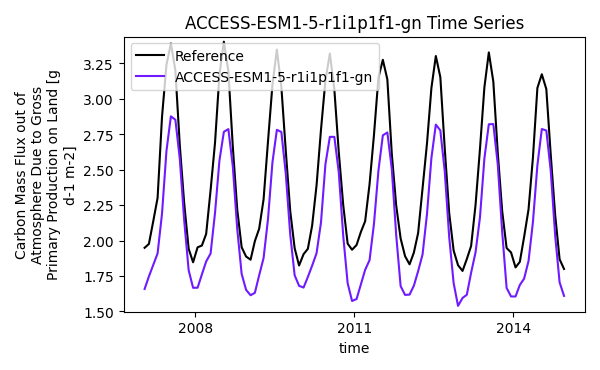 ACCESS-ESM1-5-r1i1p1f1-gn Time Series
Carbon Mass Flux out of
Atmosphere Due to Gross
Primary Production on Land [g
d-1 m-2]
3.25
3.00
2.75
2.50
2.25
2.00
1.75
1.50
Reference
ACCESS-ESM1-5-r1i1p1f1-gn
2008
2011
2014
time